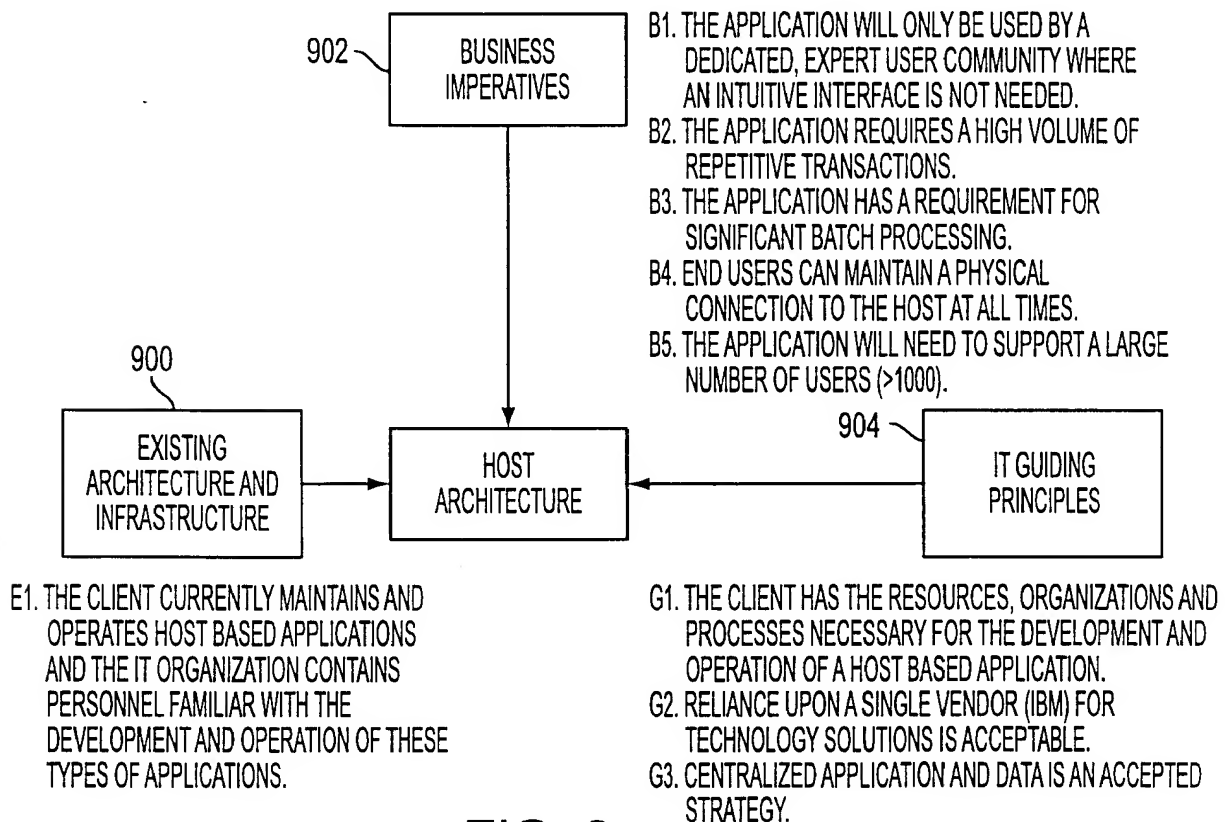 902
BUSINESS
IMPERATIVES
B1. THE APPLICATION WILL ONLY BE USED BY A
DEDICATED, EXPERT USER COMMUNITY WHERE
AN INTUITIVE INTERFACE IS NOT NEEDED.
B2. THE APPLICATION REQUIRES A HIGH VOLUME OF
REPETITIVE TRANSACTIONS.
B3. THE APPLICATION HAS A REQUIREMENT FOR
SIGNIFICANT BATCH PROCESSING.
B4. END USERS CAN MAINTAIN A PHYSICAL
CONNECTION TO THE HOST AT ALL TIMES.
B5. THE APPLICATION WILL NEED TO SUPPORT A LARGE
NUMBER OF USERS (>1000).
900
EXISTING
ARCHITECTURE AND
INFRASTRUCTURE
HOST
ARCHITECTURE
904
IT GUIDING
PRINCIPLES
E1. THE CLIENT CURRENTLY MAINTAINS AND
OPERATES HOST BASED APPLICATIONS
AND THE IT ORGANIZATION CONTAINS
PERSONNEL FAMILIAR WITH THE
DEVELOPMENT AND OPERATION OF THESE
TYPES OF APPLICATIONS.
G1. THE CLIENT HAS THE RESOURCES, ORGANIZATIONS AND
PROCESSES NECESSARY FOR THE DEVELOPMENT AND
OPERATION OF A HOST BASED APPLICATION.
G2. RELIANCE UPON A SINGLE VENDOR (IBM) FOR
TECHNOLOGY SOLUTIONS IS ACCEPTABLE.
G3. CENTRALIZED APPLICATION AND DATA IS AN ACCEPTED
STRATEGY.